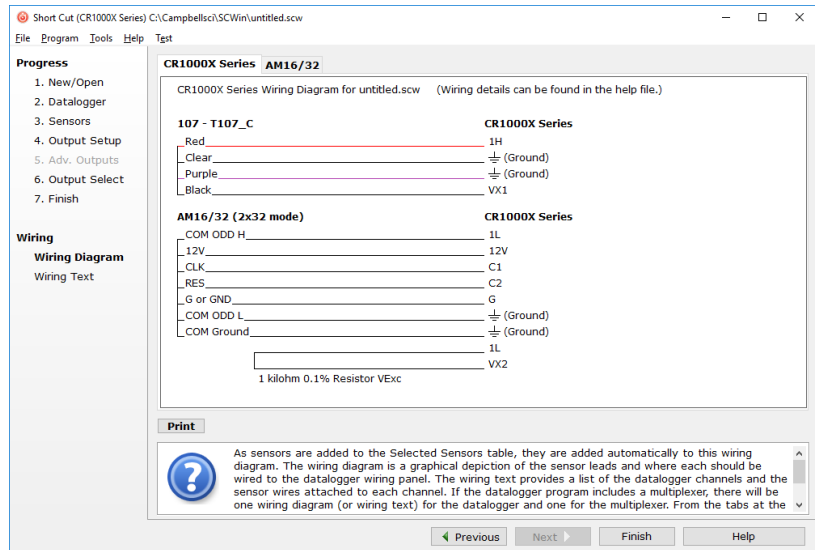 Short Cut (CR1000X Series) C:\Campbellsci\SCWin\untitled.scw
File Program Tools Help Test
Progress
1. New/Open
2. Datalogger
3. Sensors
4. Output Setup
5. Adv. Outputs
6. Output Select
7. Finish
Wiring
Wiring Diagram
Wiring Text
CR1000X Series AM16/32
CR1000X Series Wiring Diagram for untitled.scw (Wiring details can be found in the help file.)
107 - T107_C CR1000X Series
Red 1H
Clear (Ground)
Purple (Ground)
Black VX1
AM16/32 (2x32 mode) CR1000X Series
COM ODD H 1L
12V 12V
CLK C1
RES C2
G or GND G
COM ODD L (Ground)
COM Ground (Ground)
1L
VX2
1 kilohm 0.1% Resistor VExc
Print
As sensors are added to the Selected Sensors table, they are added automatically to this wiring
diagram. The wiring diagram is a graphical depiction of the sensor leads and where each should be
wired to the datalogger wiring panel. The wiring text provides a list of the datalogger channels and the
sensor wires attached to each channel. If the datalogger program includes a multiplexer, there will be
one wiring diagram (or wiring text) for the datalogger and one for the multiplexer. From the tabs at the
Previous Next Finish Help